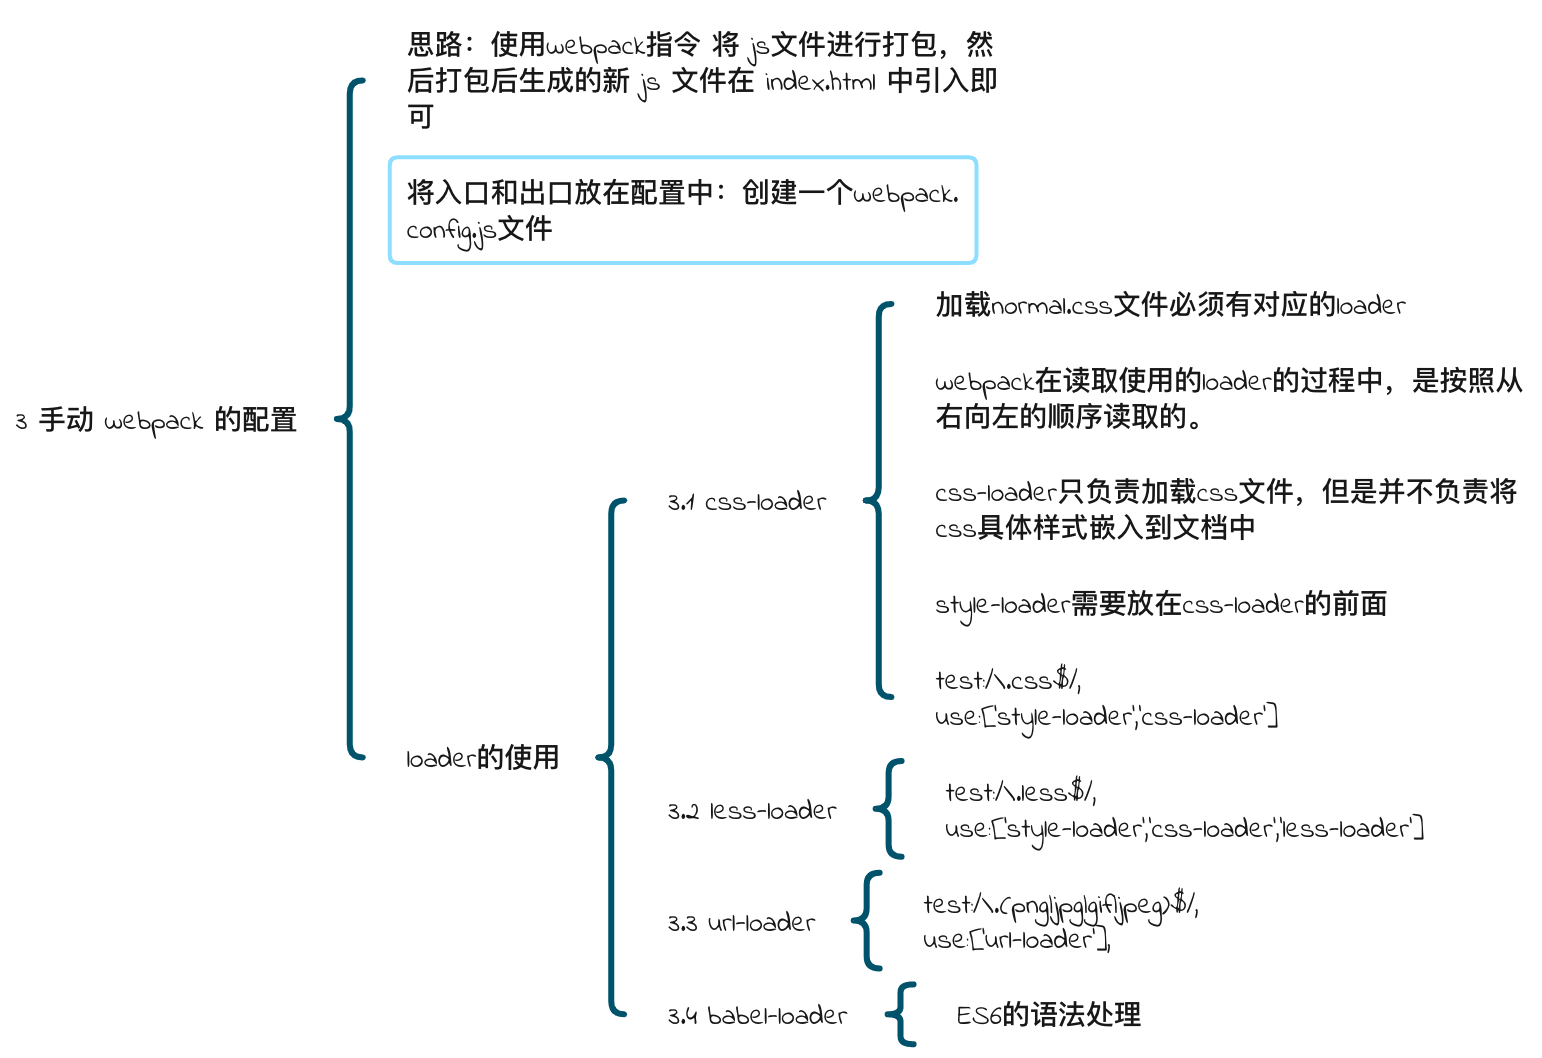 3 手动 webpack 的配置
思路：使用webpack指令 将 js文件进行打包，然
后打包后生成的新 js 文件在 index.html 中引入即
可
将入口和出口放在配置中：创建一个webpack.
config.js文件
loader的使用
3.1 css-loader
加载normal.css文件必须有对应的loader
webpack在读取使用的loader的过程中，是按照从
右向左的顺序读取的。
css-loader只负责加载css文件，但是并不负责将
css具体样式嵌入到文档中
style-loader需要放在css-loader的前面
test:/\.css$/,
use:['style-loader','css-loader']
3.2 less-loader
test:/\.less$/,
use:['style-loader','css-loader','less-loader']
3.3 url-loader
test:/\.(png|jpg|gif|jpeg)$/,
use:['url-loader'],
3.4 babel-loader
ES6的语法处理